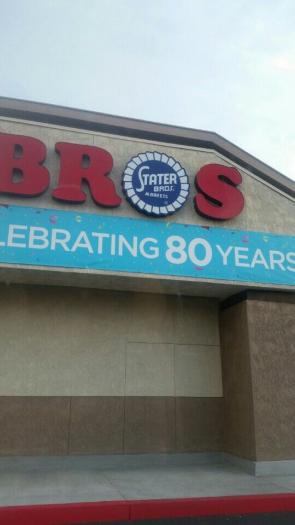 BROS
STATER
BROS.
MARKETS
LEBRATING 80 YEARS